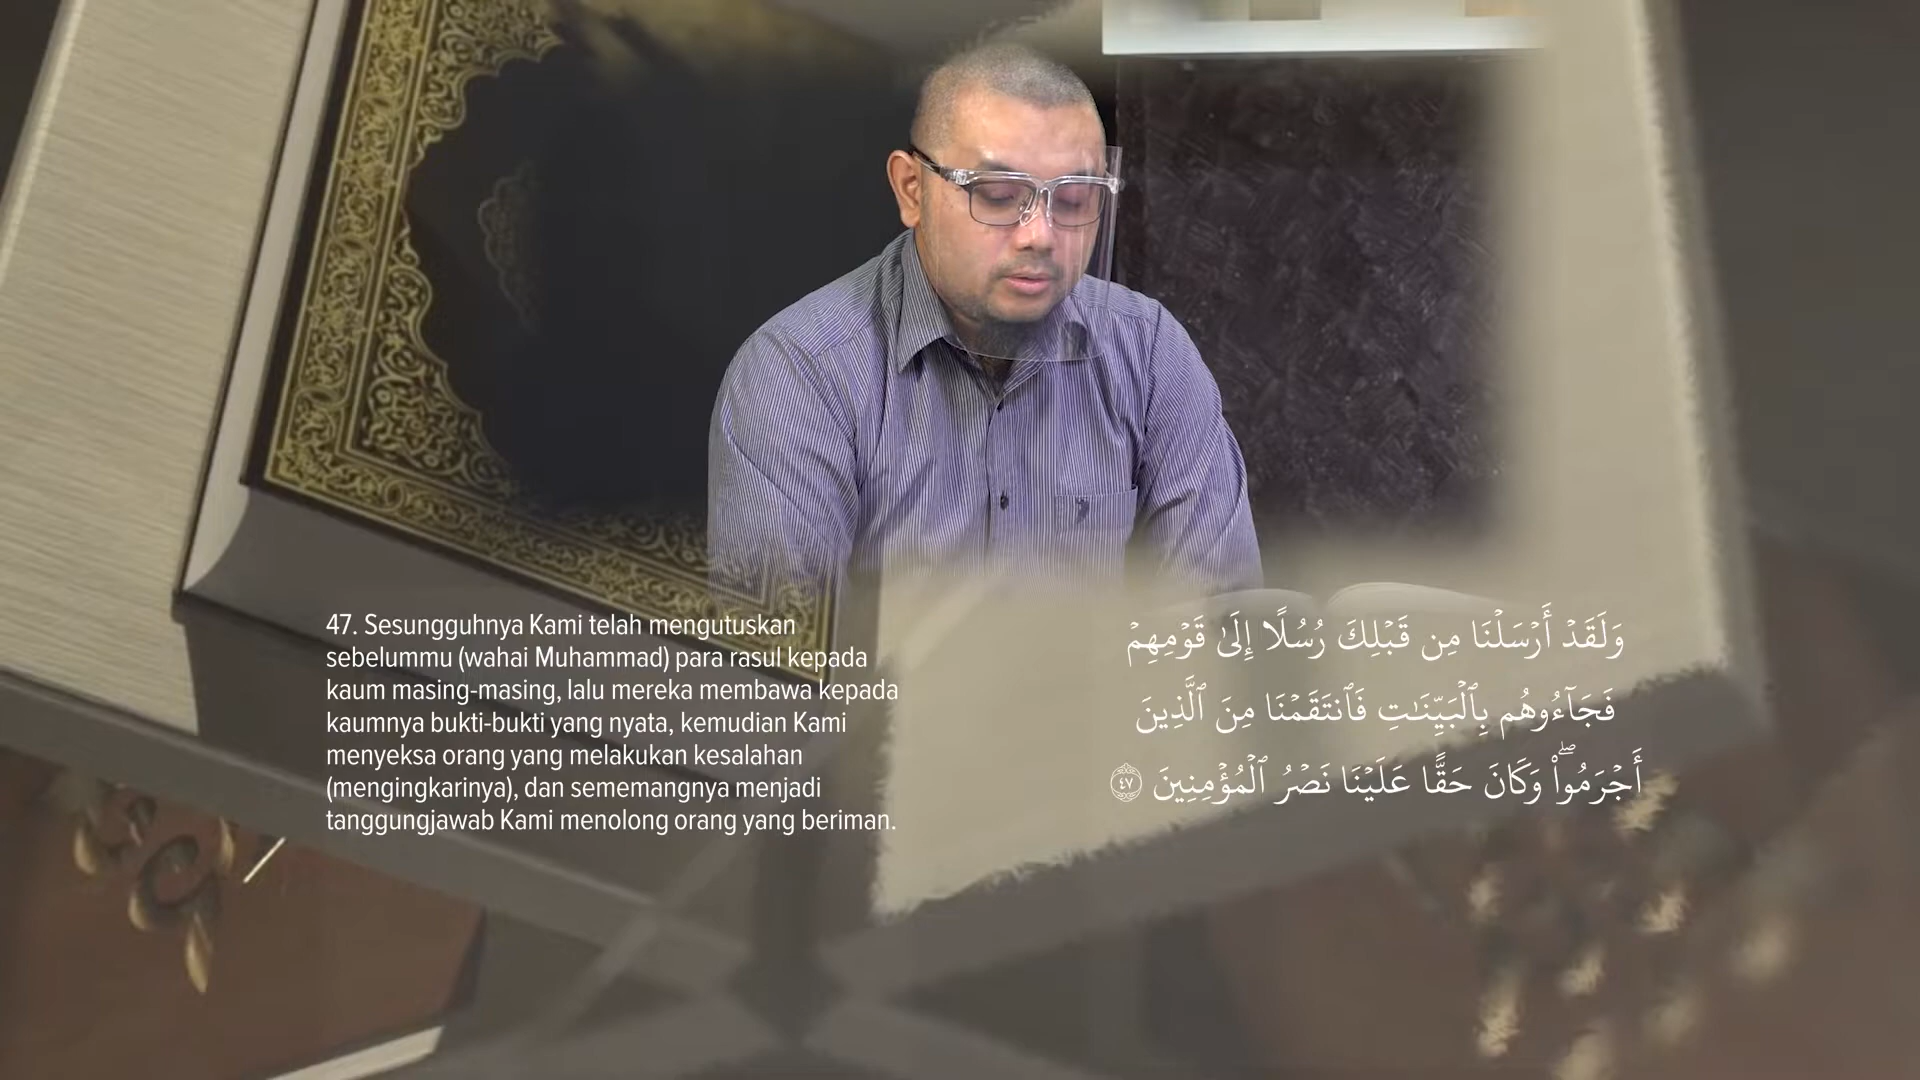 47. Sesungguhnya Kami telah mengutuskan
sebelummu (wahai Muhammad) para rasul kepada
kaum masing-masing, lalu mereka membawa kepada
kaumnya bukti-bukti yang nyata, kemudian Kami
menyeksa orang yang melakukan kesalahan
(mengingkarinya), dan sememangnya menjadi
tanggungjawab Kami menolong orang yang beriman.
وَلَقَدۡ أَرۡسَلۡنَا مِن قَبۡلِكَ رُسُلًا إِلَىٰ قَوۡمِهِمۡ
فَجَآءُوهُم بِٱلۡبَيِّنَٰتِ فَٱنتَقَمۡنَا مِنَ ٱلَّذِينَ
أَجۡرَمُواْۖ وَكَانَ حَقًّا عَلَيۡنَا نَصۡرُ ٱلۡمُؤۡمِنِينَ ٤٧